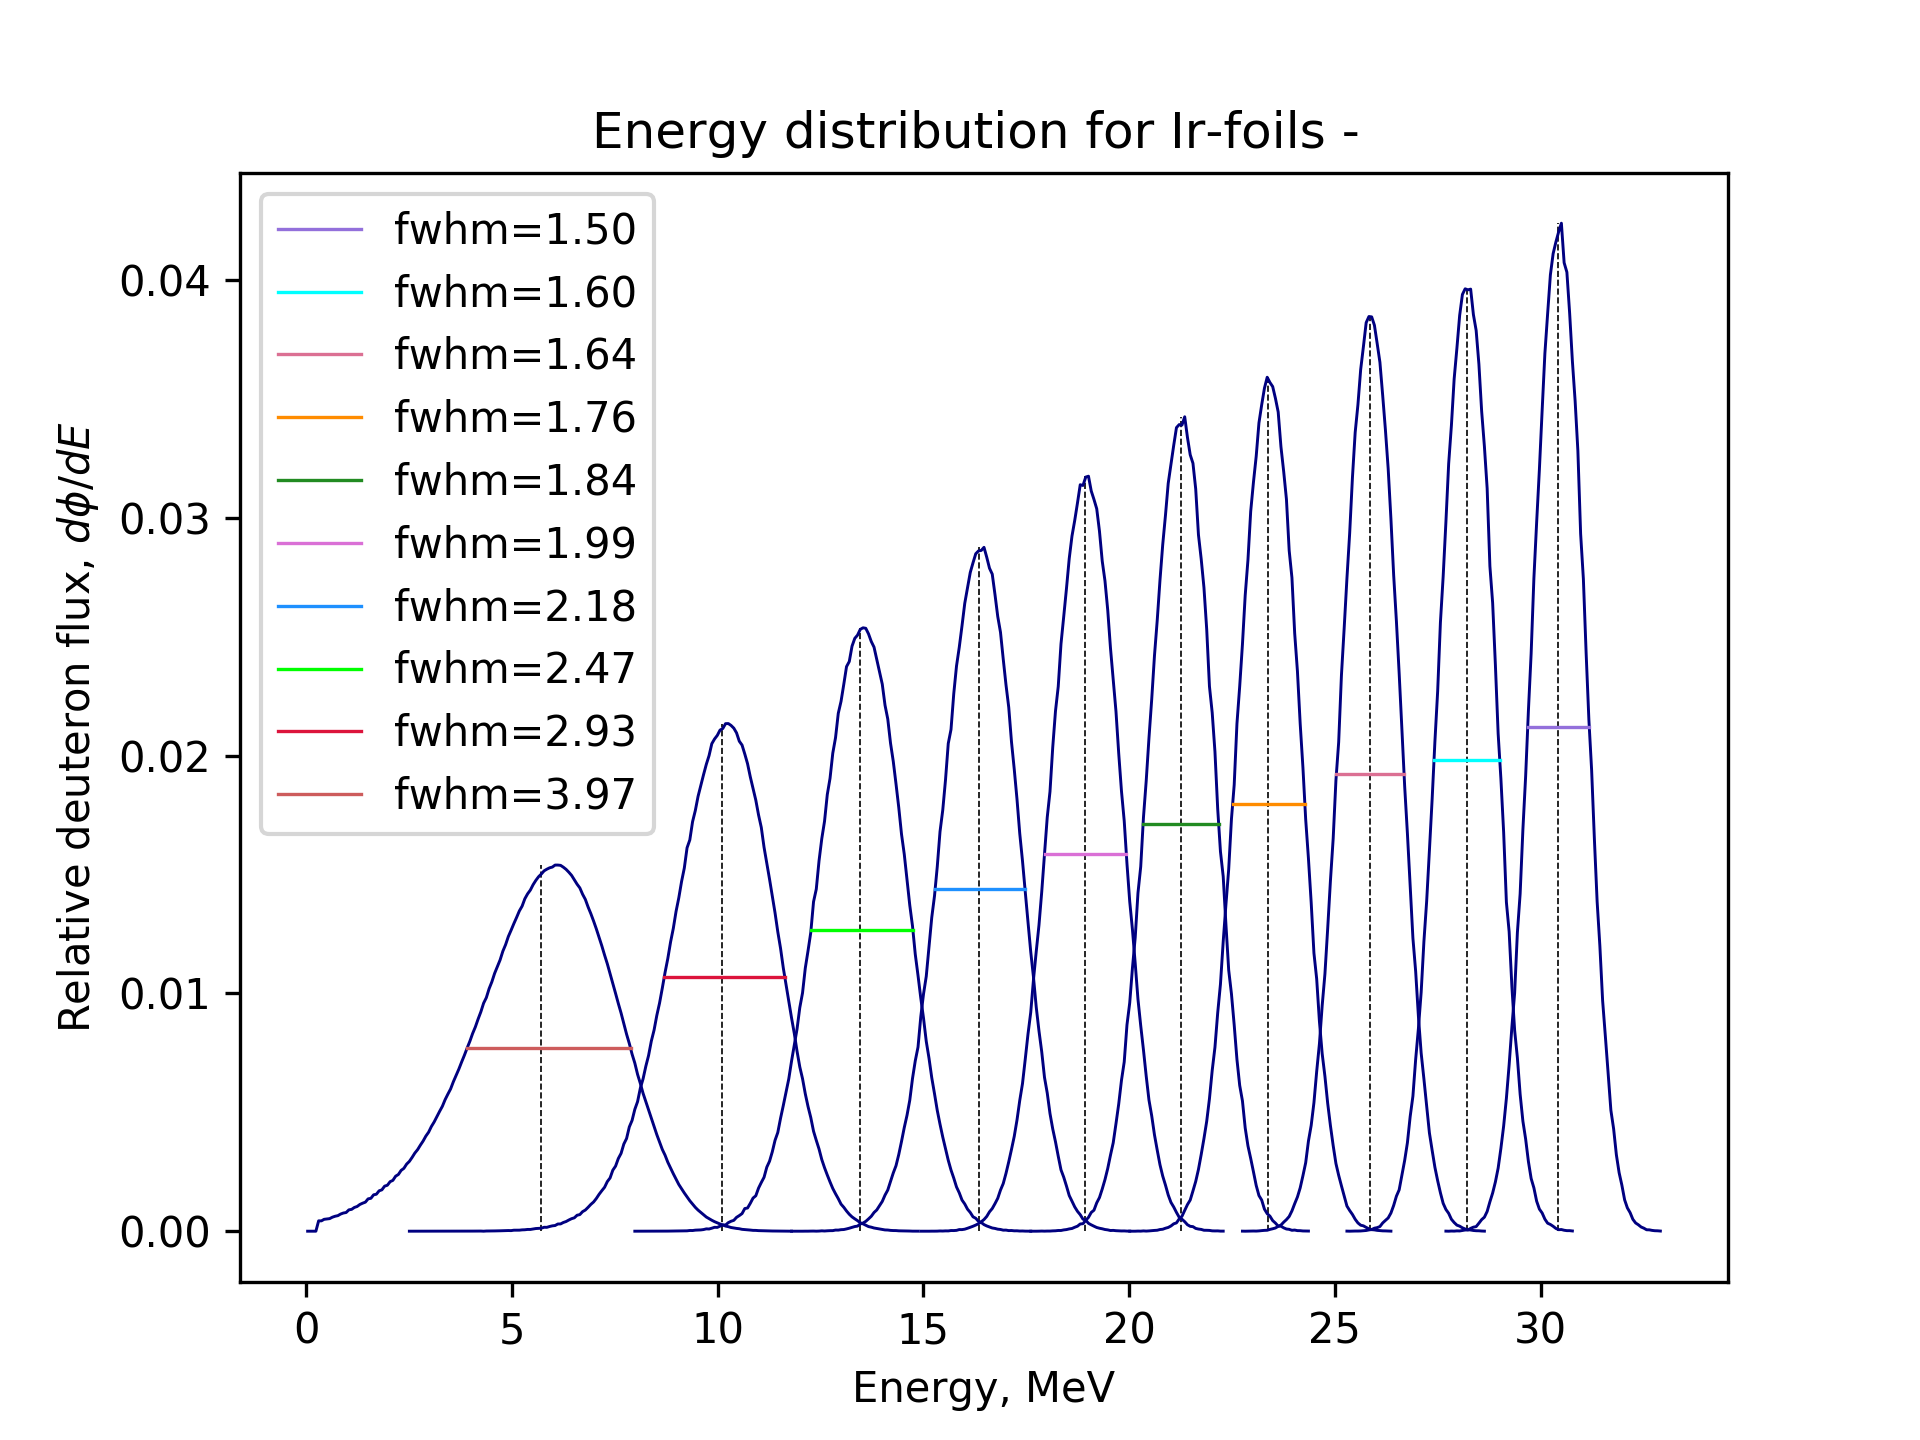 Energy distribution for Ir-foils -
fwhm=1.50
fwhm=1.60
fwhm=1.64
fwhm=1.76
fwhm=1.84
fwhm=1.99
fwhm=2.18
fwhm=2.47
fwhm=2.93
fwhm=3.97
Relative deuteron flux, dϕ/dE
0.04
0.03
0.02
0.01
0.00
0 5 10 15 20 25 30
Energy, MeV